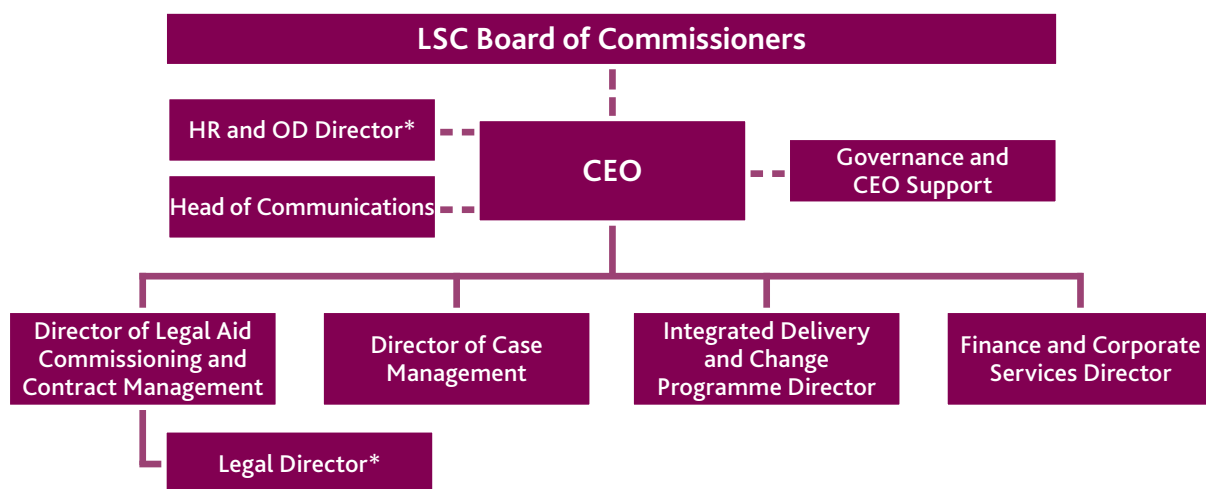 LSC Board of Commissioners
HR and OD Director*
CEO
Governance and
CEO Support
Head of Communications
Director of Legal Aid
Commissioning and
Contract Management
Director of Case
Management
Integrated Delivery
and Change
Programme Director
Finance and Corporate
Services Director
Legal Director*